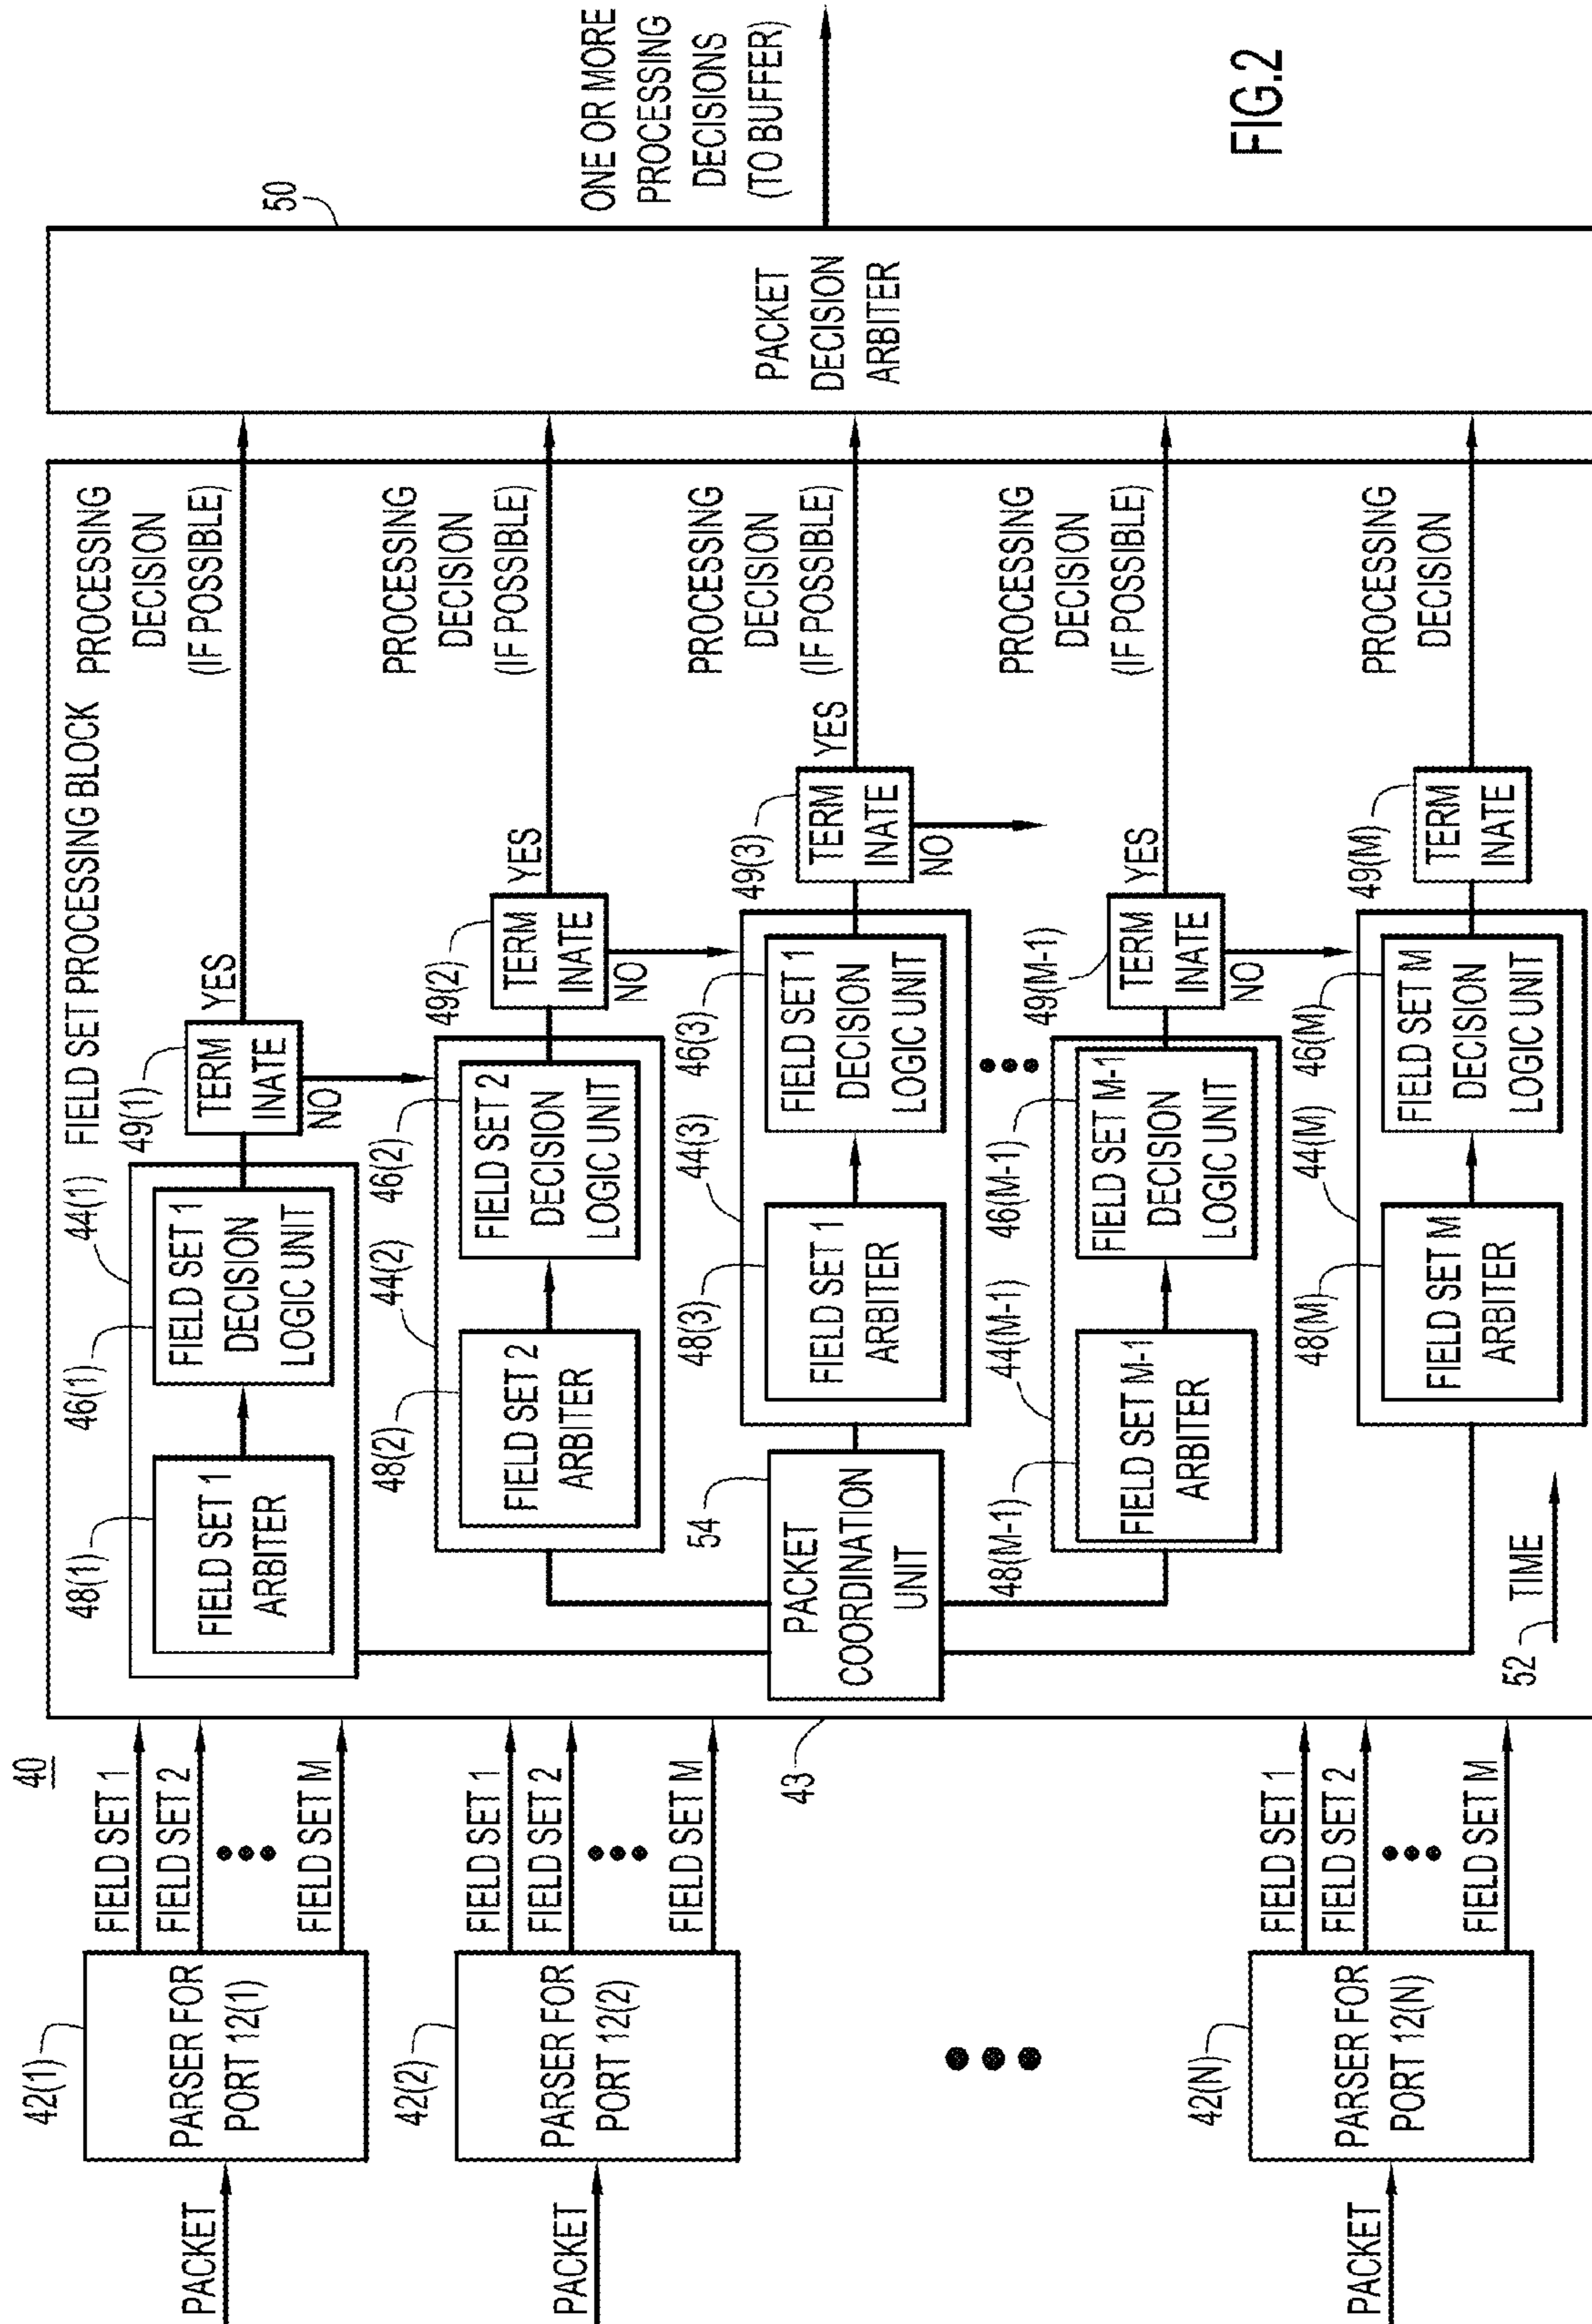 40
PACKET
42(1)
PARSER FOR
PORT 12(1)
FIELD SET 1
FIELD SET 2
FIELD SET M
PACKET
42(2)
PARSER FOR
PORT 12(2)
FIELD SET 1
FIELD SET 2
FIELD SET M
PACKET
42(N)
PARSER FOR
PORT 12(N)
FIELD SET 1
FIELD SET 2
FIELD SET M
43
FIELD SET PROCESSING BLOCK
48(1)
FIELD SET 1
ARBITER
46(1)
44(1)
FIELD SET 1
DECISION
LOGIC UNIT
49(1)
TERM
INATE
YES
NO
PROCESSING
DECISION
(IF POSSIBLE)
48(2)
FIELD SET 2
ARBITER
44(2)
46(2)
FIELD SET 2
DECISION
LOGIC UNIT
49(2)
TERM
INATE
YES
NO
PROCESSING
DECISION
(IF POSSIBLE)
54
PACKET
COORDINATION
UNIT
48(3)
FIELD SET 1
ARBITER
44(3)
46(3)
FIELD SET 1
DECISION
LOGIC UNIT
49(3)
TERM
INATE
YES
NO
PROCESSING
DECISION
(IF POSSIBLE)
48(M-1)
FIELD SET M-1
ARBITER
44(M-1)
46(M-1)
FIELD SET M-1
DECISION
LOGIC UNIT
49(M-1)
TERM
INATE
YES
NO
PROCESSING
DECISION
(IF POSSIBLE)
48(M)
FIELD SET M
ARBITER
44(M)
46(M)
FIELD SET M
DECISION
LOGIC UNIT
49(M)
TERM
INATE
PROCESSING
DECISION
52
TIME
50
PACKET
DECISION
ARBITER
ONE OR MORE
PROCESSING
DECISIONS
(TO BUFFER)
FIG.2